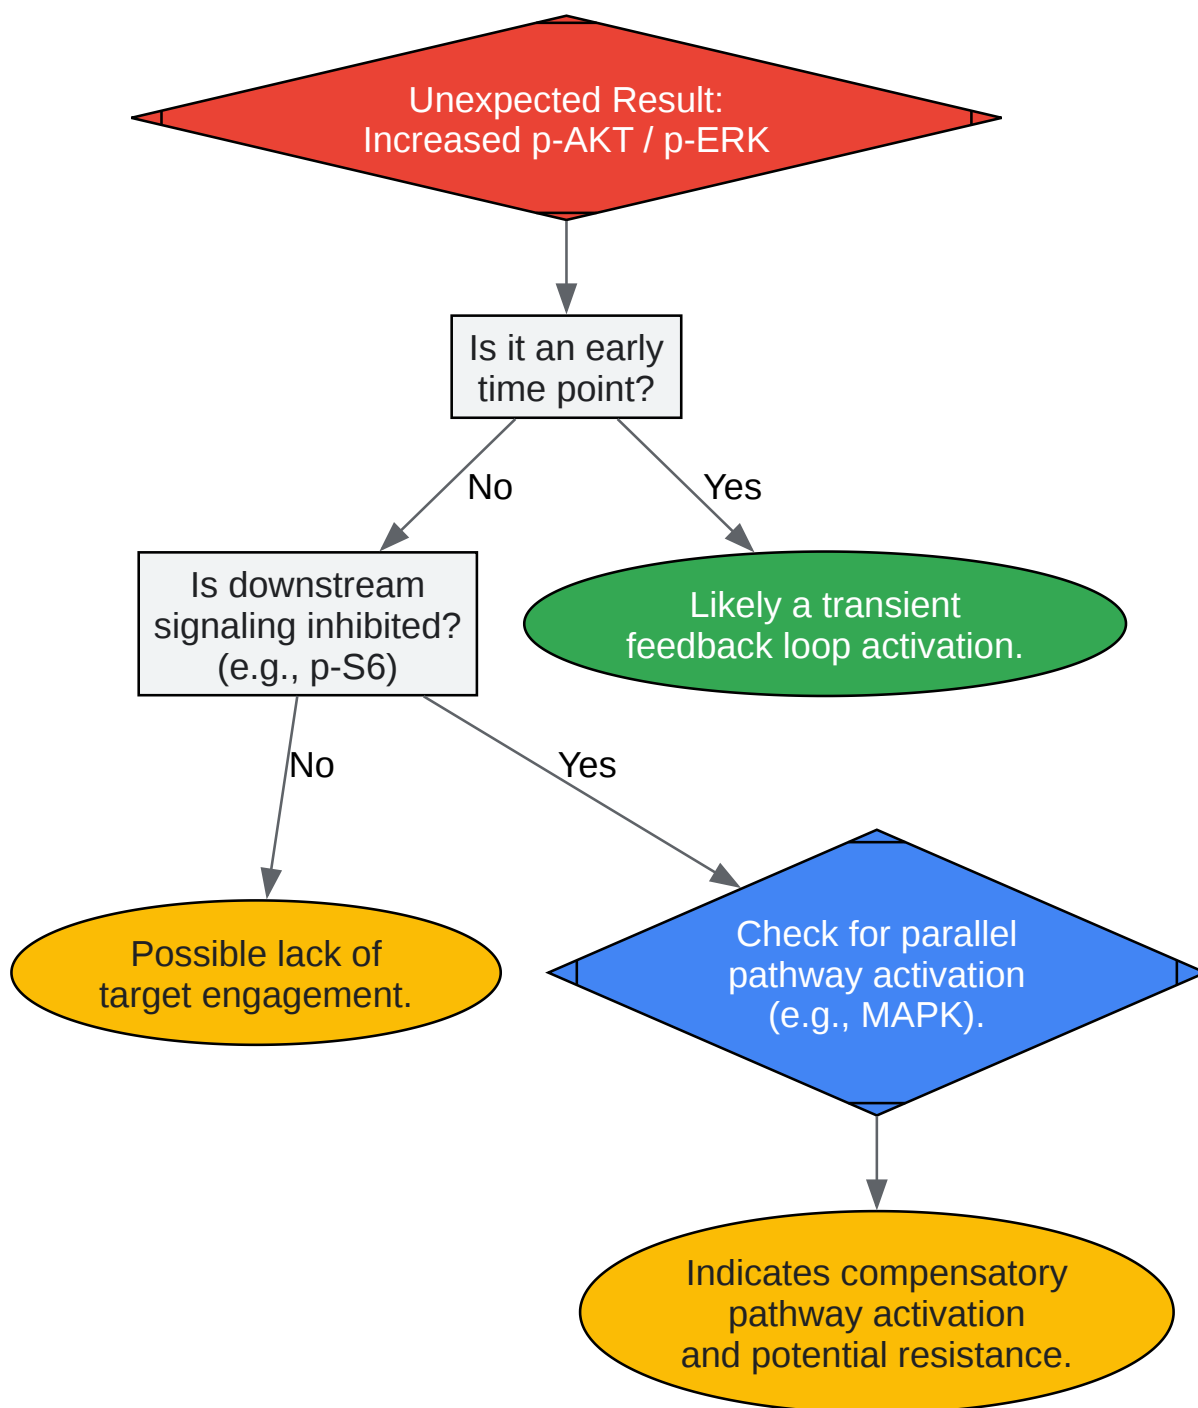 Unexpected Result:
Increased p-AKT / p-ERK
Is it an early
time point?
No
Yes
Is downstream
signaling inhibited?
(e.g., p-S6)
Likely a transient
feedback loop activation.
No
Yes
Possible lack of
target engagement.
Check for parallel
pathway activation
(e.g., MAPK).
Indicates compensatory
pathway activation
and potential resistance.